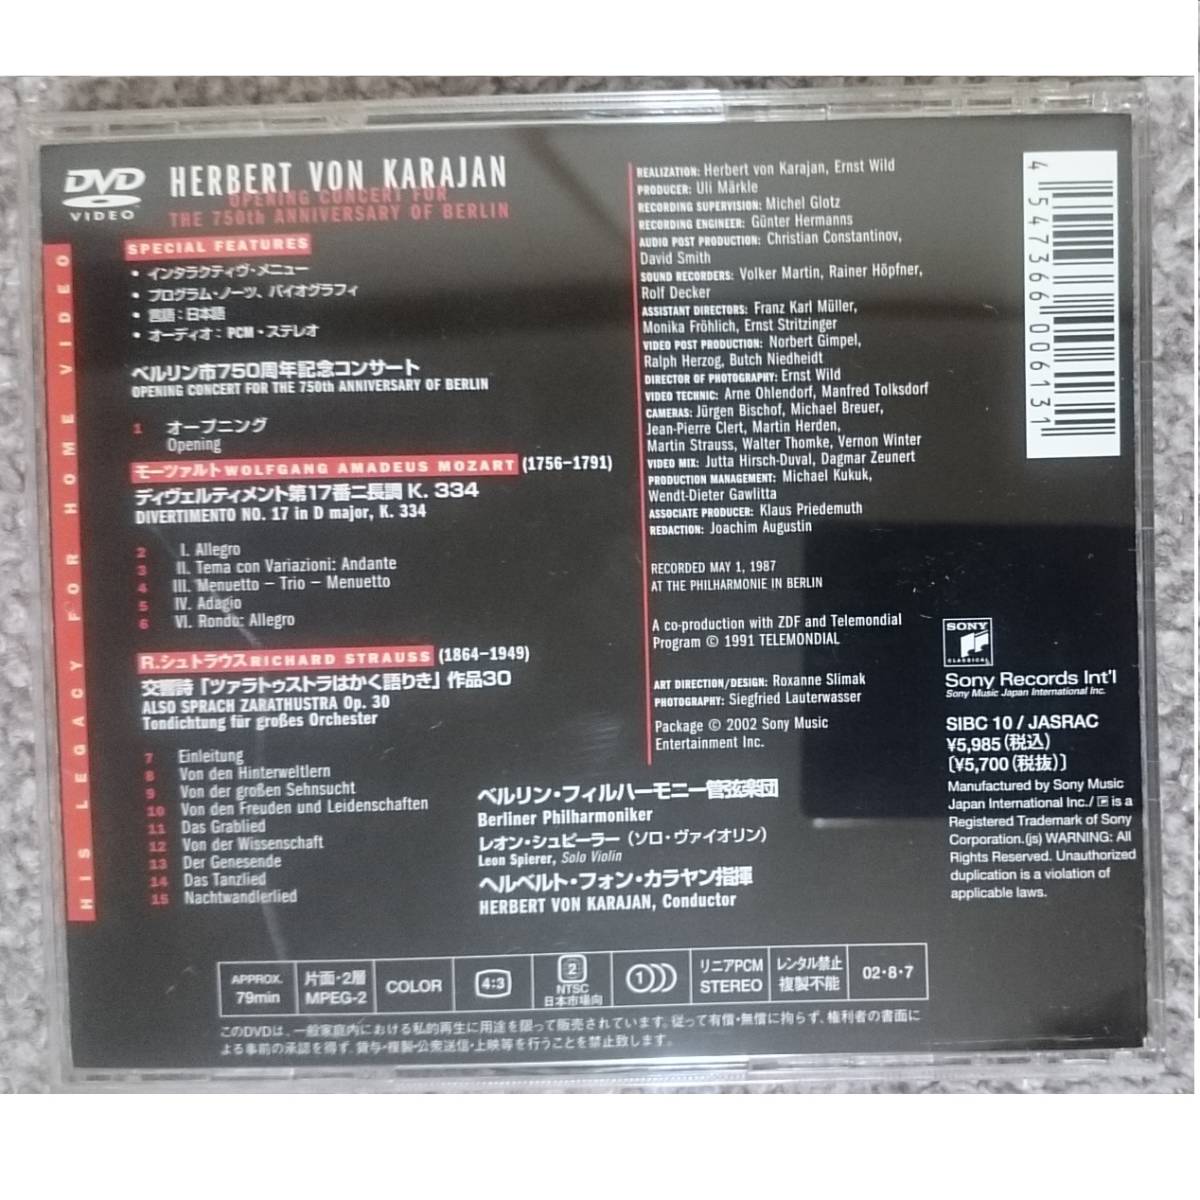 DVD
VIDEO
HERBERT VON KARAJAN
OPENING CONCERT FOR
THE 750th ANNIVERSARY OF BERLIN
HIS LEGACY FOR HOME VIDEO
SPECIAL FEATURES
• インタラクティヴ・メニュー
• プログラム・ノーツ、バイオグラフィ
• 言語：日本語
• オーディオ：PCM・ステレオ
ベルリン市750周年記念コンサート
OPENING CONCERT FOR THE 750th ANNIVERSARY OF BERLIN
1 オープニング
Opening
モーツァルト WOLFGANG AMADEUS MOZART (1756–1791)
ディヴェルティメント第17番ニ長調 K. 334
DIVERTIMENTO NO. 17 in D major, K. 334
2 I. Allegro
3 II. Tema con Variazioni: Andante
4 III. Menuetto – Trio – Menuetto
5 IV. Adagio
6 VI. Rondo: Allegro
R.シュトラウス RICHARD STRAUSS (1864–1949)
交響詩「ツァラトゥストラはかく語りき」作品30
ALSO SPRACH ZARATHUSTRA Op. 30
Tondichtung für großes Orchester
7 Einleitung
8 Von den Hinterweltlern
9 Von der großen Sehnsucht
10 Von den Freuden und Leidenschaften
11 Das Grablied
12 Von der Wissenschaft
13 Der Genesende
14 Das Tanzlied
15 Nachtwandlerlied
ベルリン・フィルハーモニー管弦楽団
Berliner Philharmoniker
レオン・シュピーラー（ソロ・ヴァイオリン）
Leon Spierer, Solo Violin
ヘルベルト・フォン・カラヤン指揮
HERBERT VON KARAJAN, Conductor
REALIZATION: Herbert von Karajan, Ernst Wild
PRODUCER: Uli Märkle
RECORDING SUPERVISION: Michel Glotz
RECORDING ENGINEER: Günter Hermanns
AUDIO POST PRODUCTION: Christian Constantinov,
David Smith
SOUND RECORDERS: Volker Martin, Rainer Höpfner,
Rolf Decker
ASSISTANT DIRECTORS: Franz Karl Müller,
Monika Fröhlich, Ernst Stritzinger
VIDEO POST PRODUCTION: Norbert Gimpel,
Ralph Herzog, Butch Niedheidt
DIRECTOR OF PHOTOGRAPHY: Ernst Wild
VIDEO TECHNIC: Arne Ohlendorf, Manfred Tolksdorf
CAMERAS: Jürgen Bischof, Michael Breuer,
Jean-Pierre Clert, Martin Herden,
Martin Strauss, Walter Thomke, Vernon Winter
VIDEO MIX: Jutta Hirsch-Duval, Dagmar Zeunert
PRODUCTION MANAGEMENT: Michael Kukuk,
Wendt-Dieter Gawlitta
ASSOCIATE PRODUCER: Klaus Priedemuth
REDACTION: Joachim Augustin
RECORDED MAY 1, 1987
AT THE PHILHARMONIE IN BERLIN
A co-production with ZDF and Telemondial
Program © 1991 TELEMONDIAL
ART DIRECTION/DESIGN: Roxanne Slimak
PHOTOGRAPHY: Siegfried Lauterwasser
Package © 2002 Sony Music
Entertainment Inc.
4547366006131
SONY
CLASSICAL
Sony Records Int'l
Sony Music Japan International Inc.
SIBC 10 / JASRAC
¥5,985(税込)
[¥5,700(税抜)]
Manufactured by Sony Music
Japan International Inc./ is a
Registered Trademark of Sony
Corporation.(js) WARNING: All
Rights Reserved. Unauthorized
duplication is a violation of
applicable laws.
APPROX.
79min
片面・2層
MPEG-2
COLOR
4:3
2
NTSC
日本市場向
1
リニアPCM
STEREO
レンタル禁止
複製不能
02・8・7
このDVDは、一般家庭内における私的再生に用途を限って販売されています。従って有償・無償に拘らず、権利者の書面に
よる事前の承認を得ず、貸与・複製・公衆送信・上映等を行うことを禁止致します。